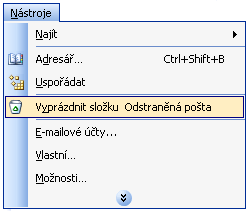 Nástroje
Najít
Adresář... Ctrl+Shift+B
Uspořádat
Vyprázdnit složku Odstraněná pošta
E-mailové účty...
Vlastní...
Možnosti...